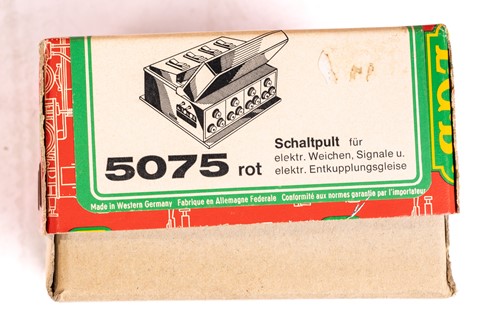 5075 rot
Schaltpult für
elektr. Weichen, Signale u.
elektr. Entkupplungsgleise
Made in Western Germany Fabrique en Allemagne Federale Conformité aux normes garantie par l'importateur
LGB